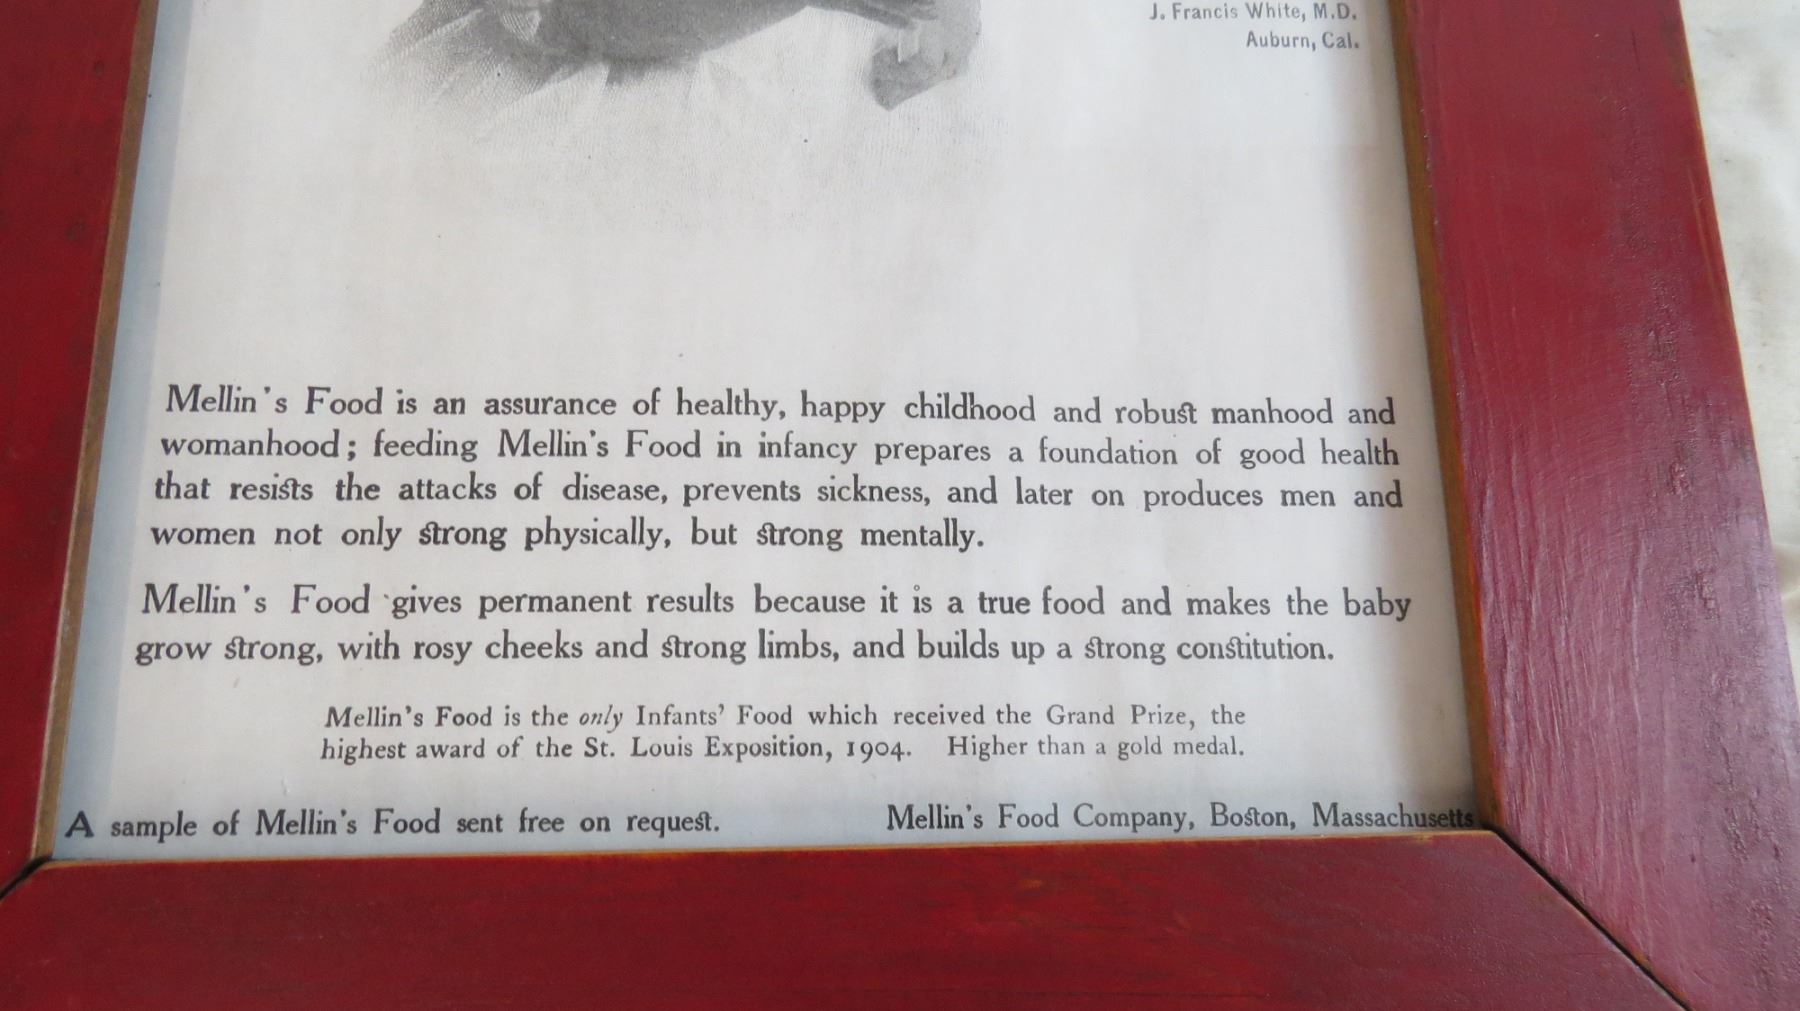 J. Francis White, M.D.
Auburn, Cal.
Mellin's Food is an assurance of healthy, happy childhood and robust manhood and
womanhood; feeding Mellin's Food in infancy prepares a foundation of good health
that resists the attacks of disease, prevents sickness, and later on produces men and
women not only strong physically, but strong mentally.
Mellin's Food gives permanent results because it is a true food and makes the baby
grow strong, with rosy cheeks and strong limbs, and builds up a strong constitution.
Mellin's Food is the only Infants' Food which received the Grand Prize, the
highest award of the St. Louis Exposition, 1904. Higher than a gold medal.
A sample of Mellin's Food sent free on request. Mellin's Food Company, Boston, Massachusetts